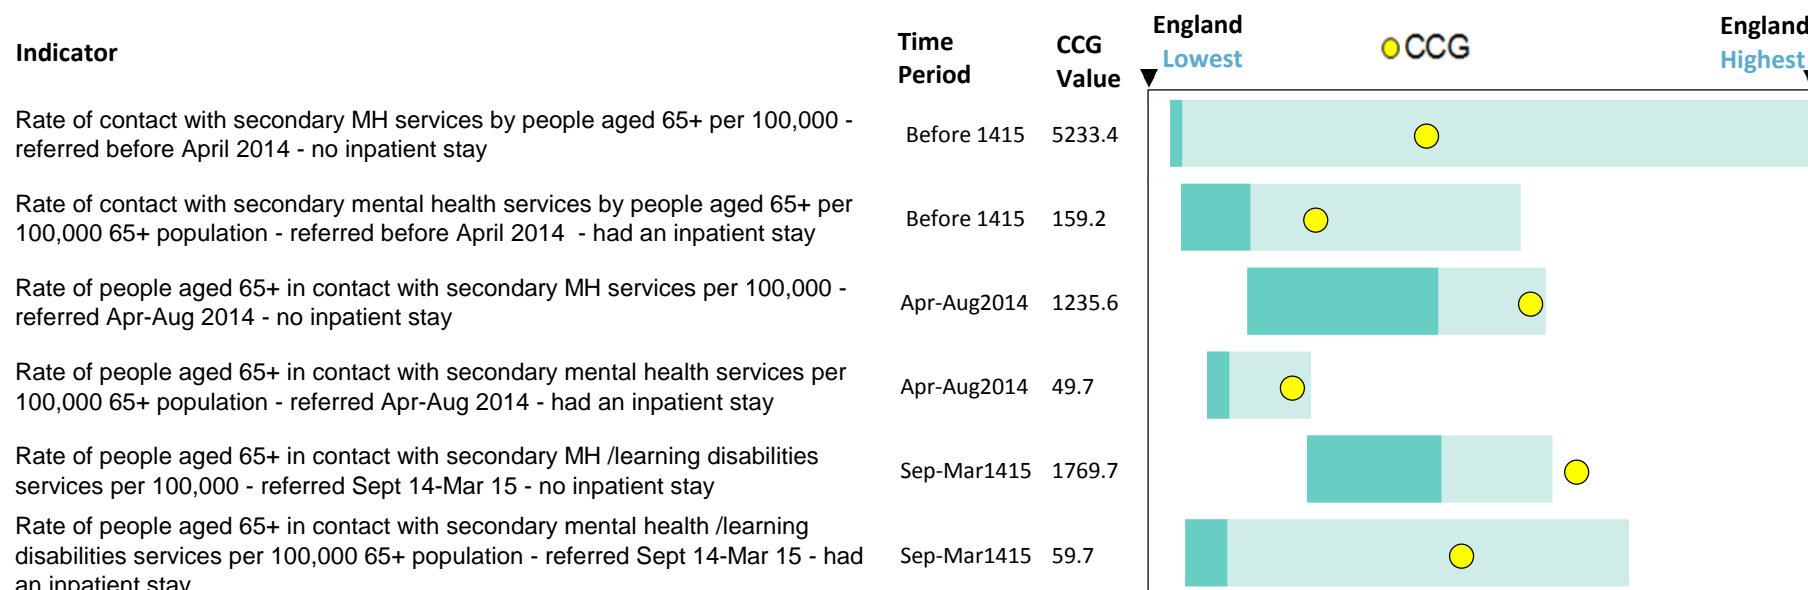 Indicator
Time Period
CCG Value
England Lowest
CCG
England Highest
Rate of contact with secondary MH services by people aged 65+ per 100,000 -
referred before April 2014 - no inpatient stay
Before 1415 5233.4
Rate of contact with secondary mental health services by people aged 65+ per
100,000 65+ population - referred before April 2014 - had an inpatient stay
Before 1415 159.2
Rate of people aged 65+ in contact with secondary MH services per 100,000 -
referred Apr-Aug 2014 - no inpatient stay
Apr-Aug2014 1235.6
Rate of people aged 65+ in contact with secondary mental health services per
100,000 65+ population - referred Apr-Aug 2014 - had an inpatient stay
Apr-Aug2014 49.7
Rate of people aged 65+ in contact with secondary MH /learning disabilities
services per 100,000 - referred Sept 14-Mar 15 - no inpatient stay
Sep-Mar1415 1769.7
Rate of people aged 65+ in contact with secondary mental health /learning
disabilities services per 100,000 65+ population - referred Sept 14-Mar 15 - had
an inpatient stay
Sep-Mar1415 59.7